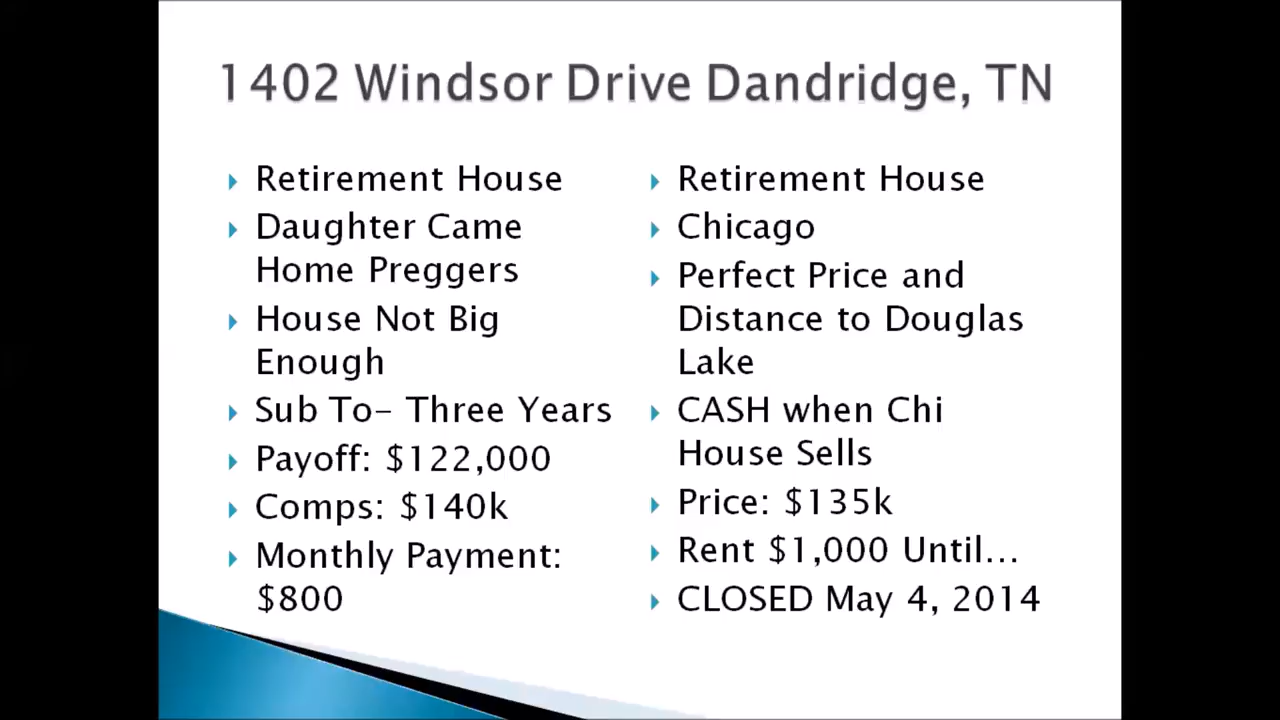 1402 Windsor Drive Dandridge, TN
Retirement House
Daughter Came
Home Preggers
House Not Big
Enough
Sub To– Three Years
Payoff: $122,000
Comps: $140k
Monthly Payment:
$800
Retirement House
Chicago
Perfect Price and
Distance to Douglas
Lake
CASH when Chi
House Sells
Price: $135k
Rent $1,000 Until…
CLOSED May 4, 2014